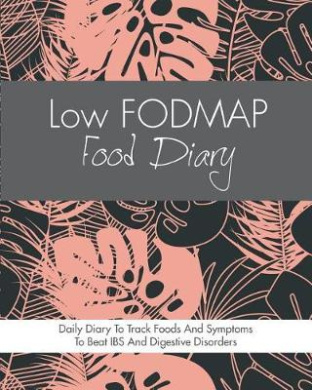 Low FODMAP
Food Diary
Daily Diary To Track Foods And Symptoms
To Beat IBS And Digestive Disorders